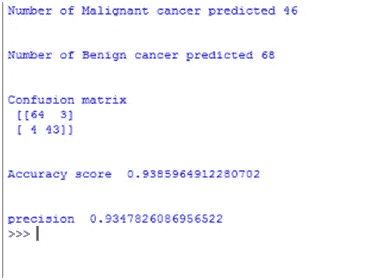 Number of Malignant cancer predicted 46
Number of Benign cancer predicted 68
Confusion matrix
[[64  3]
[ 4 43]]
Accuracy score  0.9385964912280702
precision  0.9347826086956522
>>>